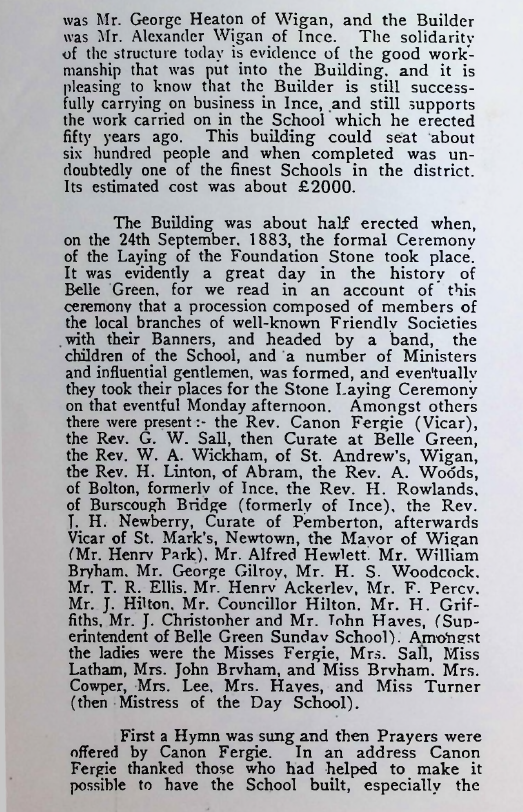 was Mr. George Heaton of Wigan, and the Builder
was Mr. Alexander Wigan of Ince. The solidarity
of the structure today is evidence of the good work-
manship that was put into the Building, and it is
pleasing to know that the Builder is still success-
fully carrying on business in Ince, and still supports
the work carried on in the School which he erected
fifty years ago. This building could seat about
six hundred people and when completed was un-
doubtedly one of the finest Schools in the district.
Its estimated cost was about £2000.
The Building was about half erected when,
on the 24th September, 1883, the formal Ceremony
of the Laying of the Foundation Stone took place.
It was evidently a great day in the history of
Belle Green, for we read in an account of this
ceremony that a procession composed of members of
the local branches of well-known Friendly Societies
with their Banners, and headed by a band, the
children of the School, and a number of Ministers
and influential gentlemen, was formed, and eventually
they took their places for the Stone Laying Ceremony
on that eventful Monday afternoon. Amongst others
there were present :- the Rev. Canon Fergie (Vicar),
the Rev. G. W. Sall, then Curate at Belle Green,
the Rev. W. A. Wickham, of St. Andrew's, Wigan,
the Rev. H. Linton, of Abram, the Rev. A. Woods,
of Bolton, formerly of Ince, the Rev. H. Rowlands,
of Burscough Bridge (formerly of Ince), the Rev.
J. H. Newberry, Curate of Pemberton, afterwards
Vicar of St. Mark's, Newtown, the Mayor of Wigan
(Mr. Henry Park), Mr. Alfred Hewlett. Mr. William
Bryham, Mr. George Gilroy, Mr. H. S. Woodcock,
Mr. T. R. Ellis, Mr. Henry Ackerley, Mr. F. Percy,
Mr. J. Hilton, Mr. Councillor Hilton, Mr. H. Grif-
fiths, Mr. J. Christopher and Mr. John Hayes, (Sup-
erintendent of Belle Green Sunday School). Amongst
the ladies were the Misses Fergie, Mrs. Sall, Miss
Latham, Mrs. John Bryham, and Miss Bryham, Mrs.
Cowper, Mrs. Lee, Mrs. Hayes, and Miss Turner
(then Mistress of the Day School).
First a Hymn was sung and then Prayers were
offered by Canon Fergie. In an address Canon
Fergie thanked those who had helped to make it
possible to have the School built, especially the